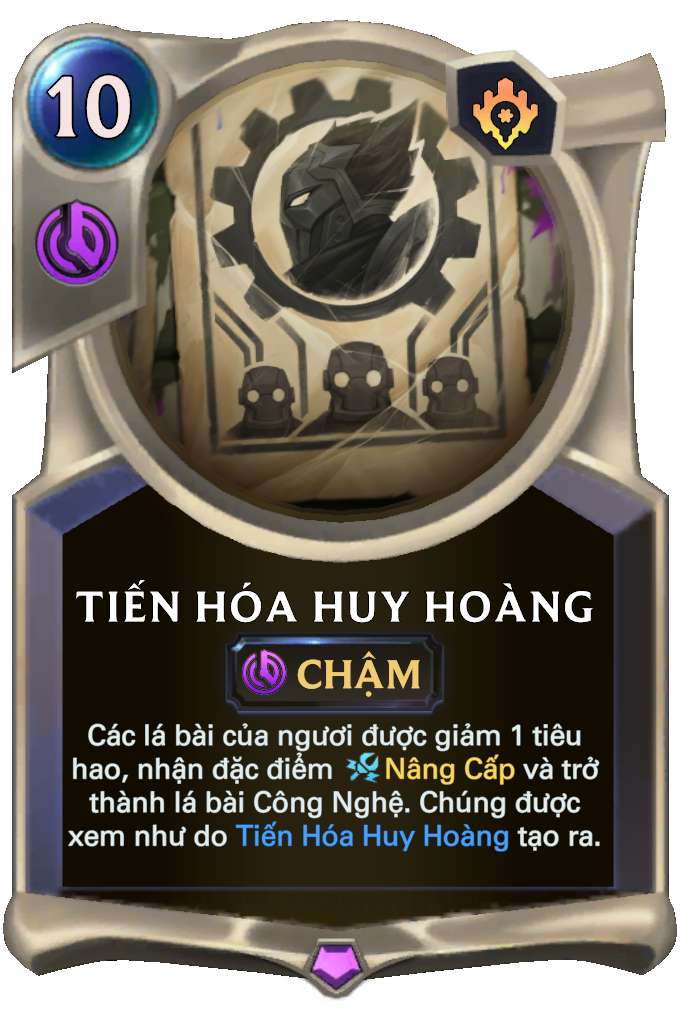 10
TIẾN HÓA HUY HOÀNG
CHẬM
Các lá bài của ngươi được giảm 1 tiêu
hao, nhận đặc điểm Nâng Cấp và trở
thành lá bài Công Nghệ. Chúng được
xem như do Tiến Hóa Huy Hoàng tạo ra.